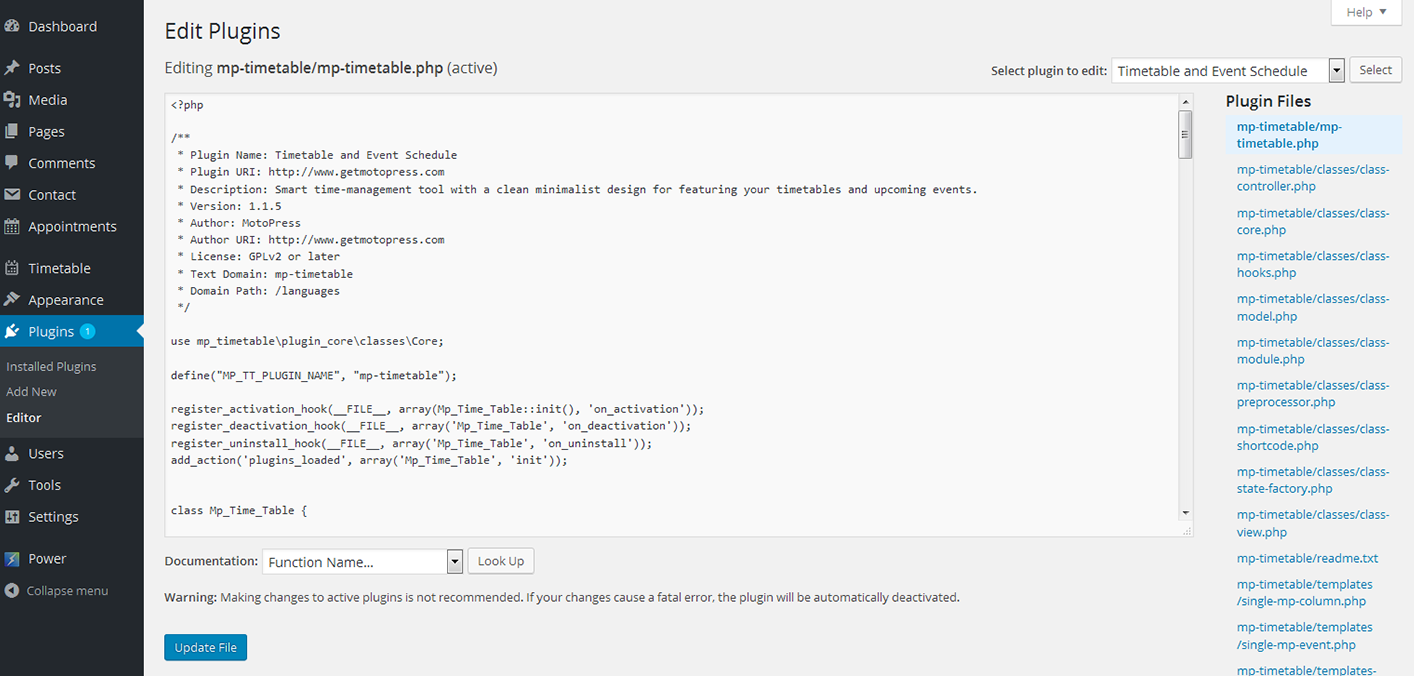 Dashboard
Posts
Media
Pages
Comments
Contact
Appointments
Timetable
Appearance
Plugins 1
Installed Plugins
Add New
Editor
Users
Tools
Settings
Power
Collapse menu
Help
Edit Plugins
Editing mp-timetable/mp-timetable.php (active)
Select plugin to edit: Timetable and Event Schedule Select
<?php
/**
* Plugin Name: Timetable and Event Schedule
* Plugin URI: http://www.getmotopress.com
* Description: Smart time-management tool with a clean minimalist design for featuring your timetables and upcoming events.
* Version: 1.1.5
* Author: MotoPress
* Author URI: http://www.getmotopress.com
* License: GPLv2 or later
* Text Domain: mp-timetable
* Domain Path: /languages
*/
use mp_timetable\plugin_core\classes\Core;
define("MP_TT_PLUGIN_NAME", "mp-timetable");
register_activation_hook(__FILE__, array(Mp_Time_Table::init(), 'on_activation'));
register_deactivation_hook(__FILE__, array('Mp_Time_Table', 'on_deactivation'));
register_uninstall_hook(__FILE__, array('Mp_Time_Table', 'on_uninstall'));
add_action('plugins_loaded', array('Mp_Time_Table', 'init'));
class Mp_Time_Table {
Documentation: Function Name... Look Up
Warning: Making changes to active plugins is not recommended. If your changes cause a fatal error, the plugin will be automatically deactivated.
Update File
Plugin Files
mp-timetable/mp-
timetable.php
mp-timetable/classes/class-
controller.php
mp-timetable/classes/class-
core.php
mp-timetable/classes/class-
hooks.php
mp-timetable/classes/class-
model.php
mp-timetable/classes/class-
module.php
mp-timetable/classes/class-
preprocessor.php
mp-timetable/classes/class-
shortcode.php
mp-timetable/classes/class-
state-factory.php
mp-timetable/classes/class-
view.php
mp-timetable/readme.txt
mp-timetable/templates
/single-mp-column.php
mp-timetable/templates
/single-mp-event.php
mp-timetable/templates-